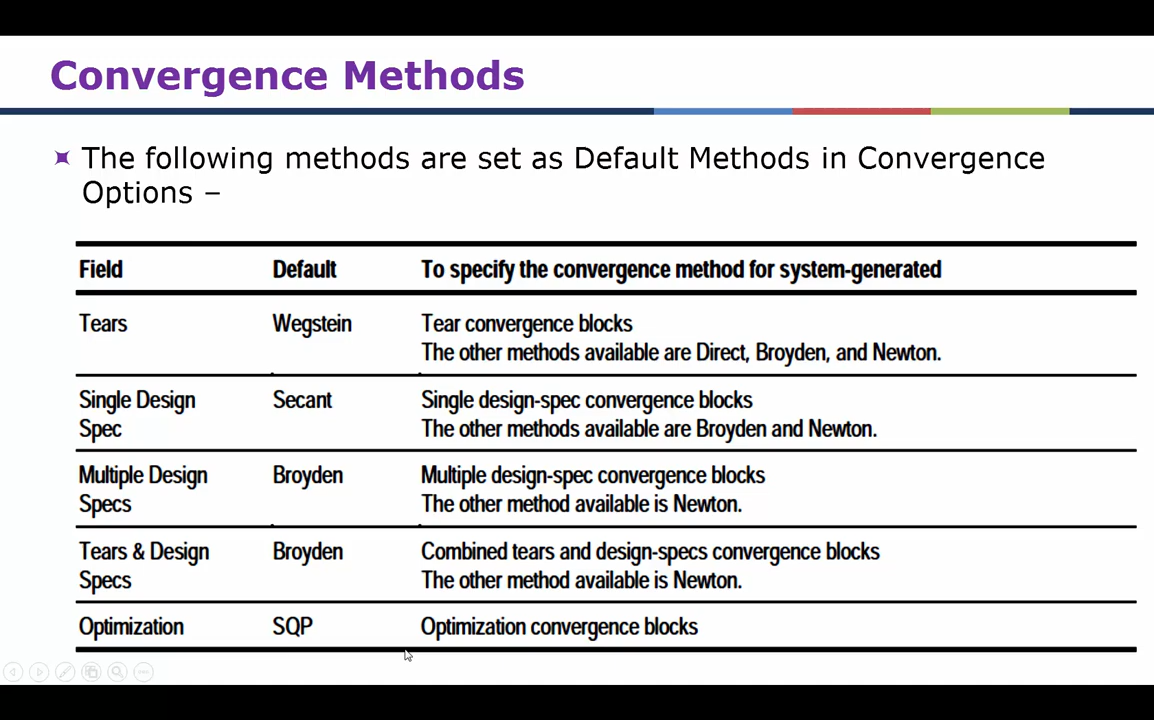 Convergence Methods
The following methods are set as Default Methods in Convergence
Options –
Field Default To specify the convergence method for system-generated
Tears Wegstein Tear convergence blocks
The other methods available are Direct, Broyden, and Newton.
Single Design Secant Single design-spec convergence blocks
Spec The other methods available are Broyden and Newton.
Multiple Design Broyden Multiple design-spec convergence blocks
Specs The other method available is Newton.
Tears & Design Broyden Combined tears and design-specs convergence blocks
Specs The other method available is Newton.
Optimization SQP Optimization convergence blocks